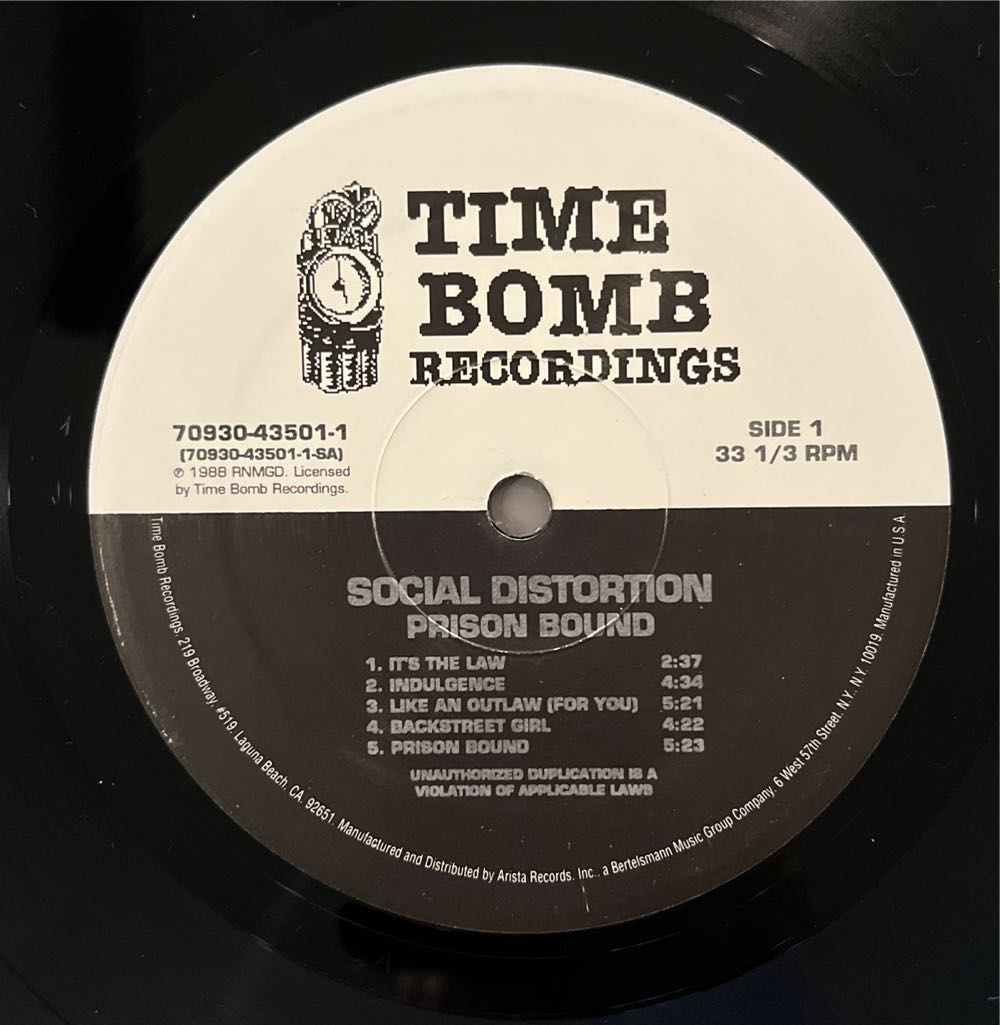 TIME
BOMB
RECORDINGS
70930-43501-1
(70930-43501-1-SA)
℗ 1988 RNMGD. Licensed
by Time Bomb Recordings.
SIDE 1
33 1/3 RPM
SOCIAL DISTORTION
PRISON BOUND
1. IT'S THE LAW 2:37
2. INDULGENCE 4:34
3. LIKE AN OUTLAW (FOR YOU) 5:21
4. BACKSTREET GIRL 4:22
5. PRISON BOUND 5:23
UNAUTHORIZED DUPLICATION IS A
VIOLATION OF APPLICABLE LAWS
Time Bomb Recordings, 219 Broadway, #519, Laguna Beach, CA. 92651. Manufactured and Distributed by Arista Records, Inc., a Bertelsmann Music Group Company. 6 West 57th Street, N.Y., N.Y. 10019. Manufactured in U.S.A.